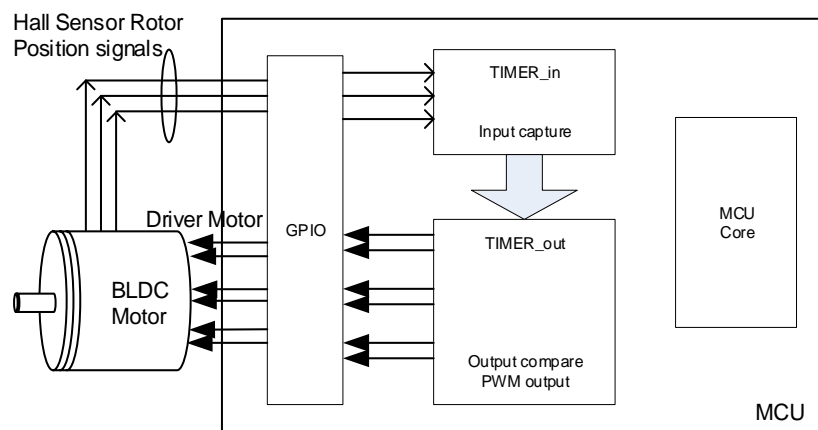 Hall Sensor Rotor
Position signals
TIMER_in
Input capture
Driver Motor
GPIO
TIMER_out
MCU
Core
BLDC
Motor
Output compare
PWM output
MCU